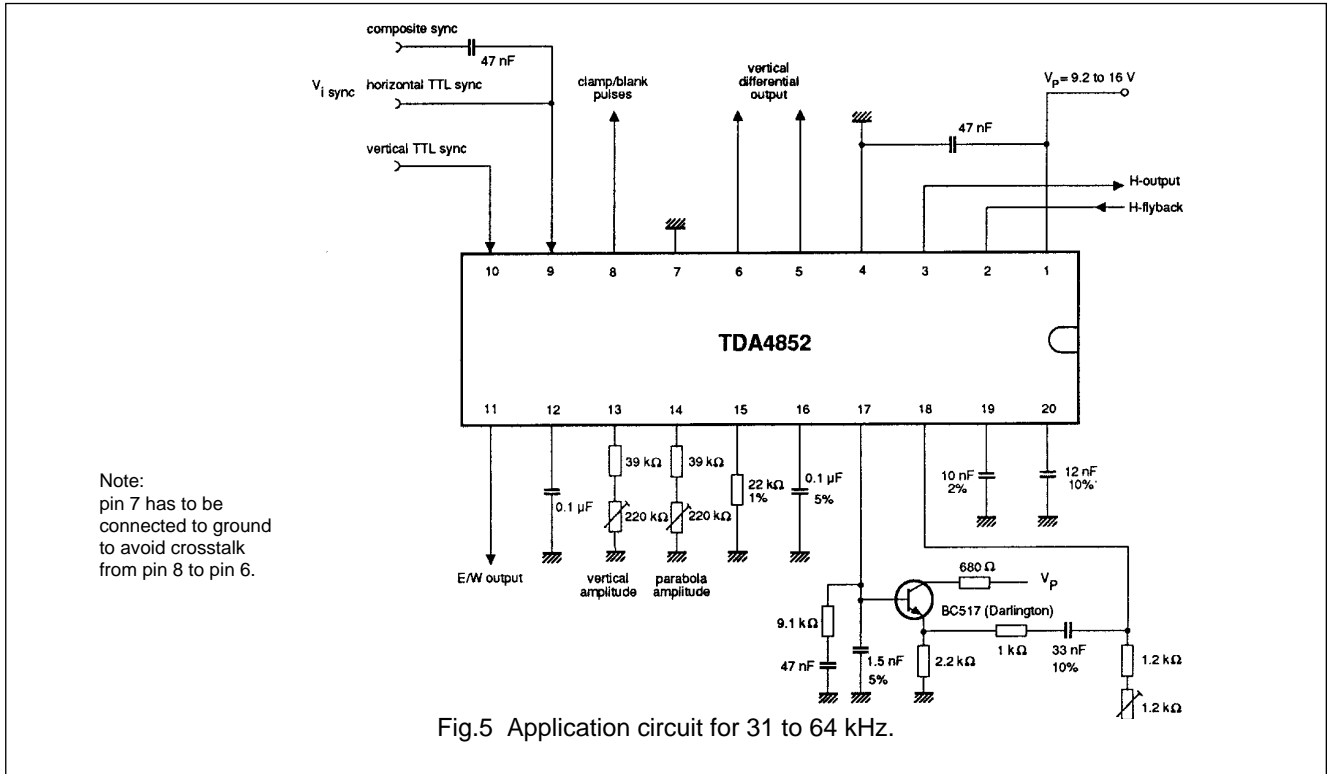 composite sync
47 nF
V i sync
horizontal TTL sync
vertical TTL sync
clamp/blank
pulses
vertical
differential
output
V P = 9.2 to 16 V
47 nF
H-output
H-flyback
10 9 8 7 6 5 4 3 2 1
TDA4852
11 12 13 14 15 16 17 18 19 20
Note:
pin 7 has to be
connected to ground
to avoid crosstalk
from pin 8 to pin 6.
E/W output
0.1 µF
39 kΩ
220 kΩ
vertical
amplitude
39 kΩ
220 kΩ
parabola
amplitude
22 kΩ
1%
0.1 µF
5%
10 nF
2%
12 nF
10%
680 Ω
V P
BC517 (Darlington)
9.1 kΩ
47 nF
1.5 nF
5%
2.2 kΩ
1 kΩ
33 nF
10%
1.2 kΩ
1.2 kΩ
Fig.5 Application circuit for 31 to 64 kHz.